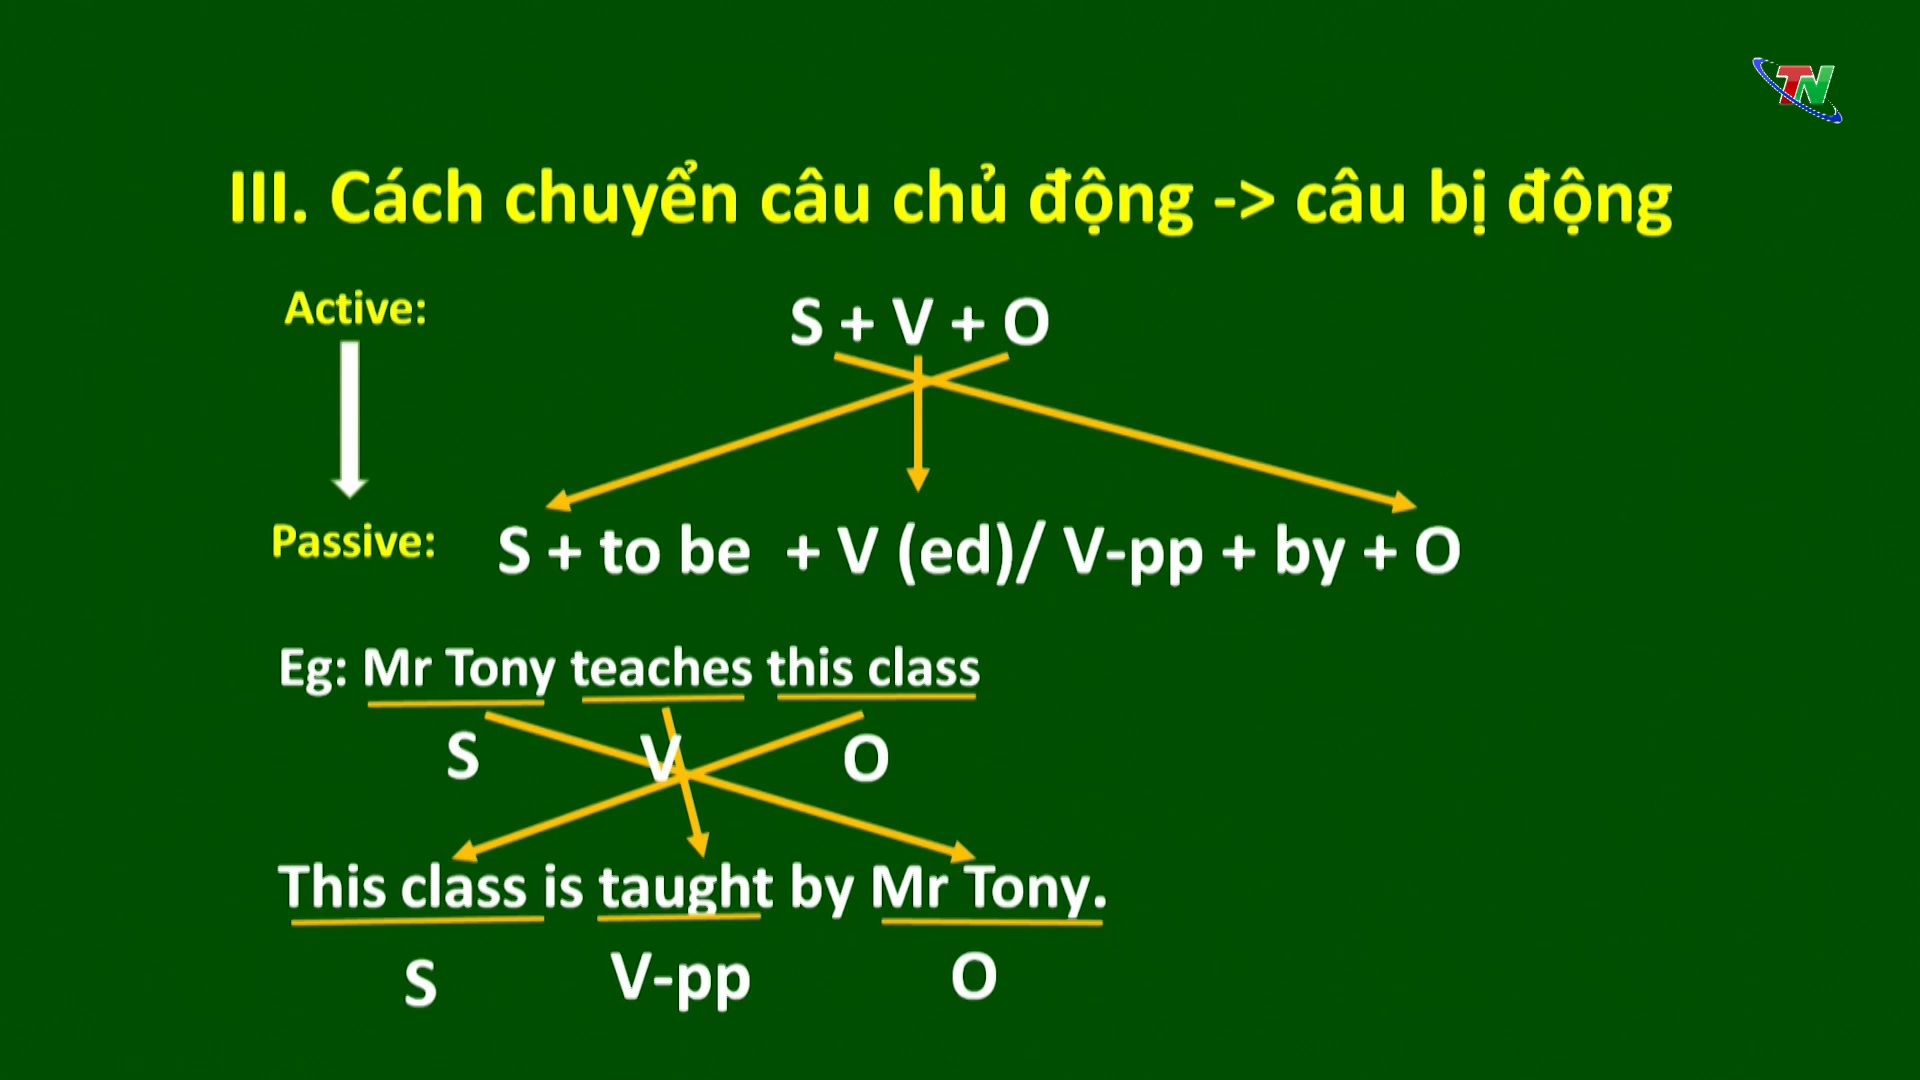 TN
III. Cách chuyển câu chủ động -> câu bị động
Active:
S + V + O
Passive:
S + to be + V (ed)/ V-pp + by + O
Eg: Mr Tony teaches this class
S V O
This class is taught by Mr Tony.
S V-pp O